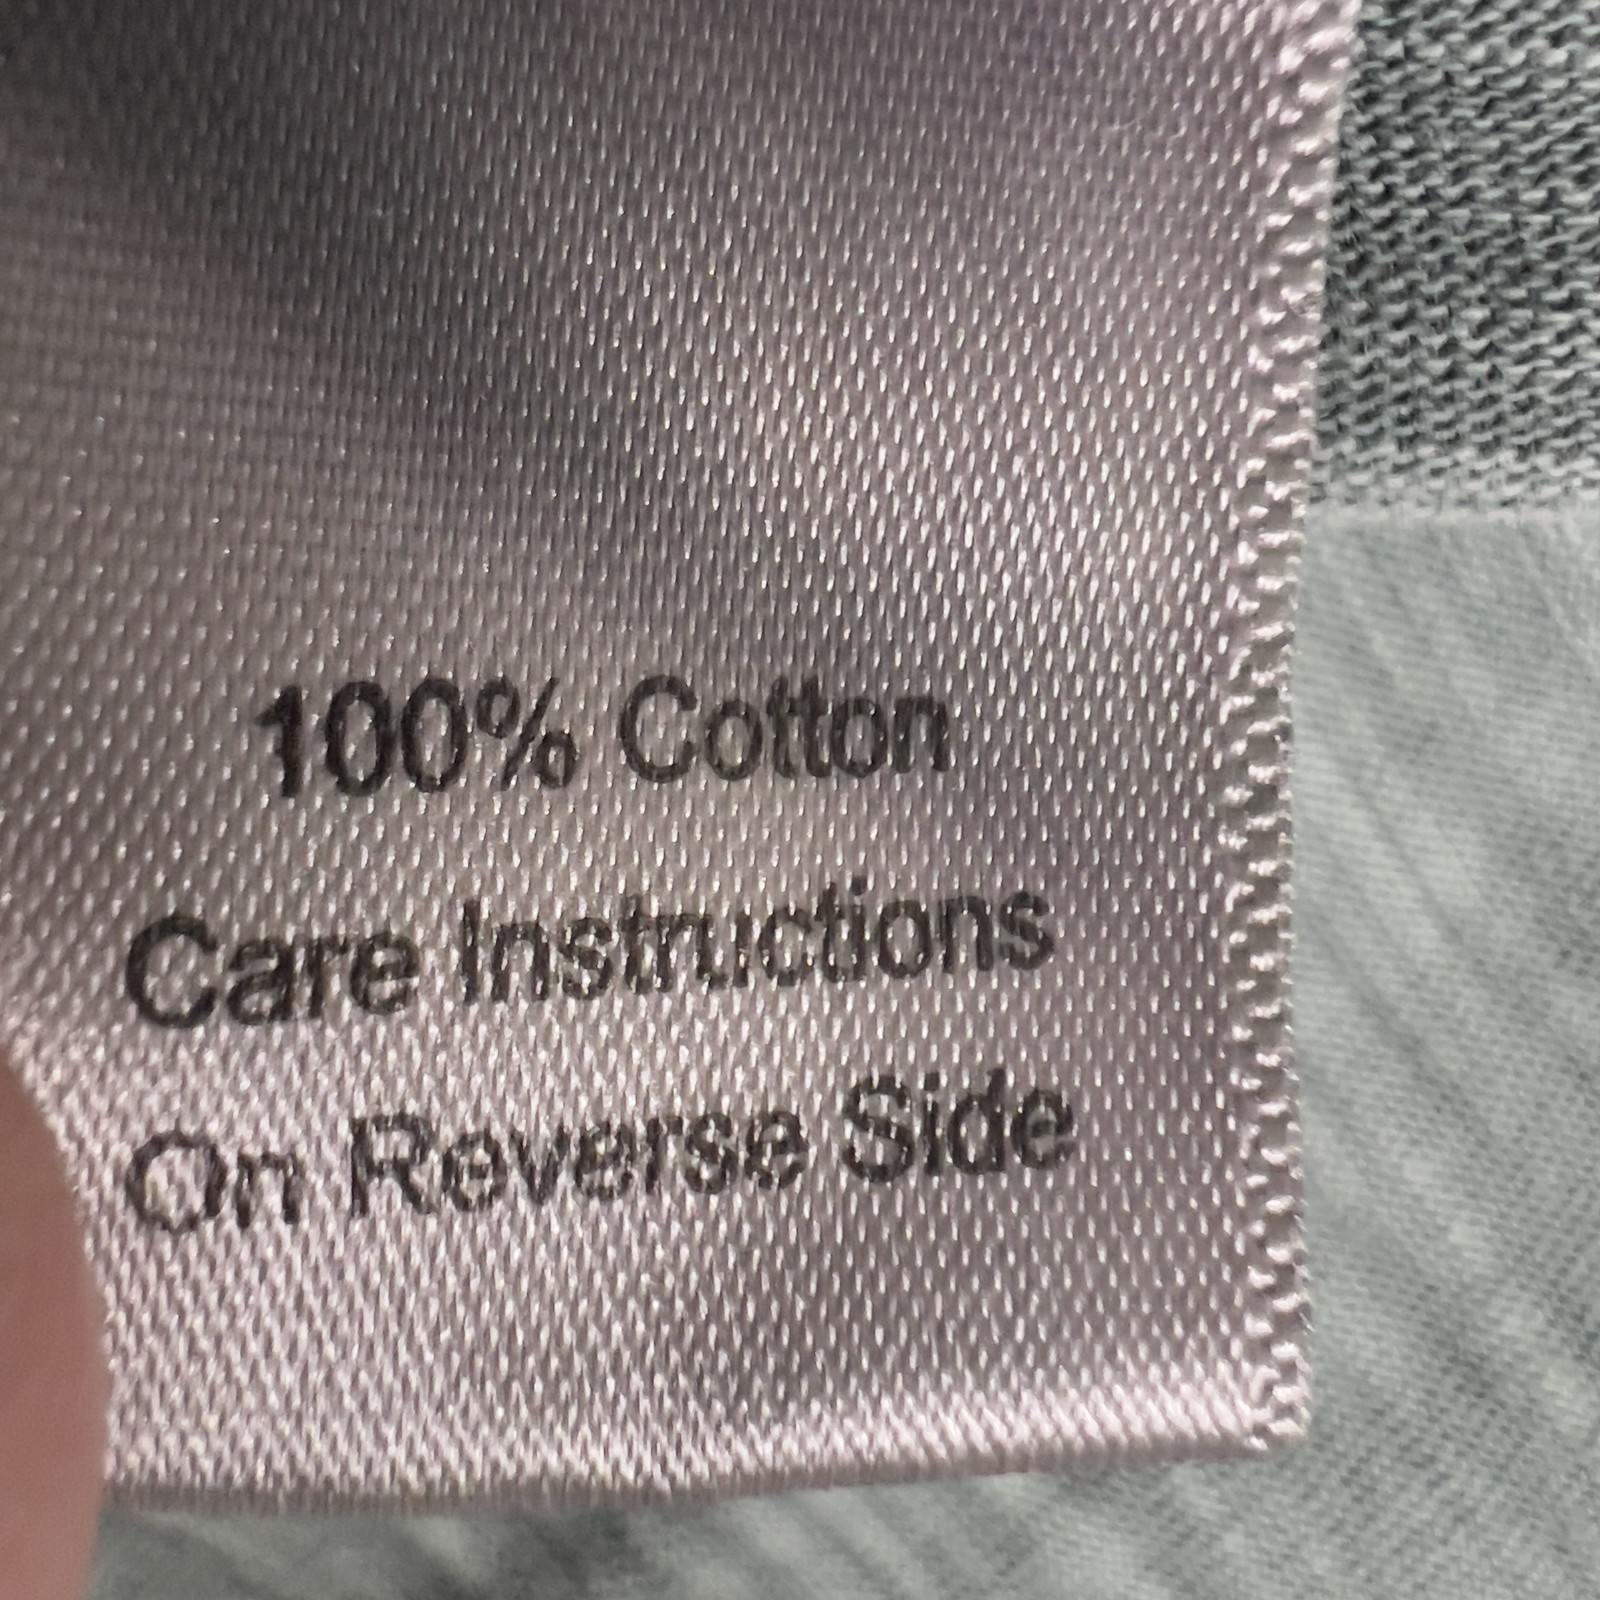 100% Cotton
Care Instructions
On Reverse Side